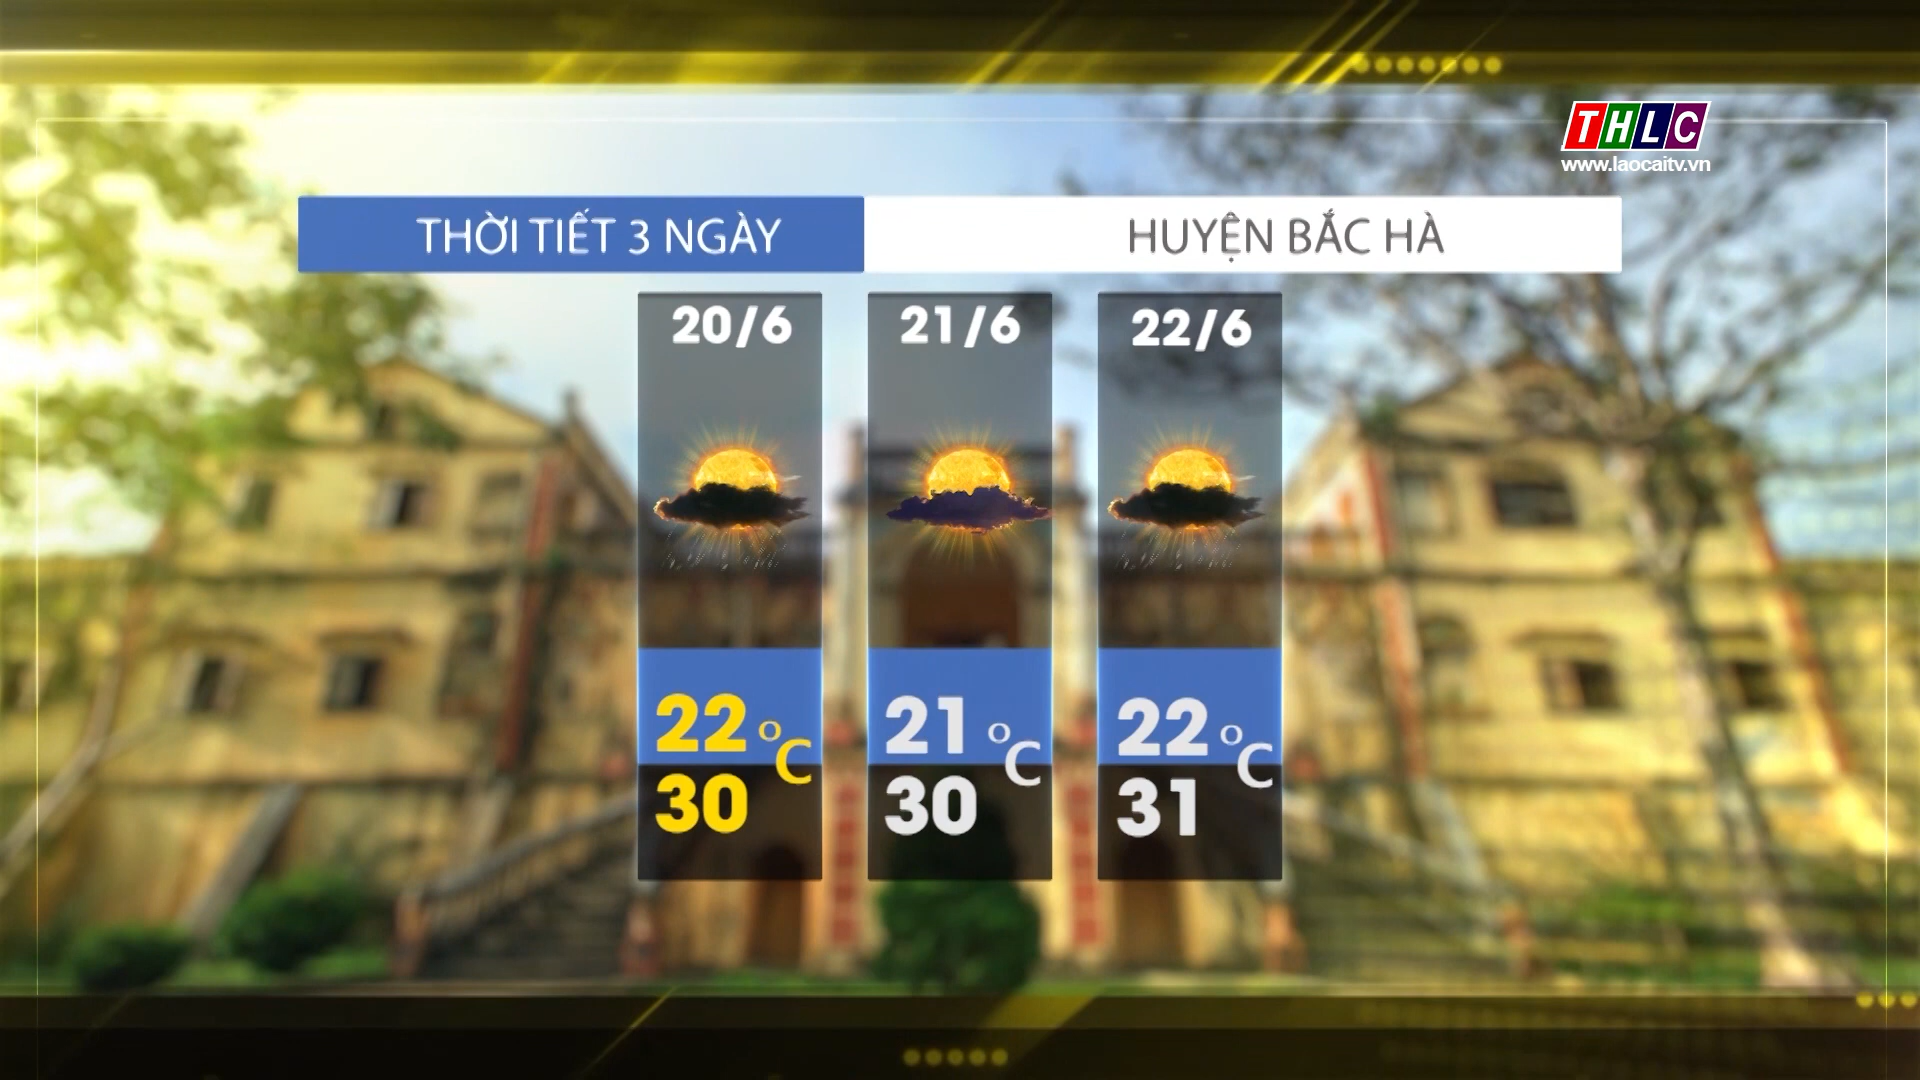 THLC
www.laocaitv.vn
THỜI TIẾT 3 NGÀY
HUYỆN BẮC HÀ
20/6
21/6
22/6
22 °C
30
21 °C
30
22 °C
31